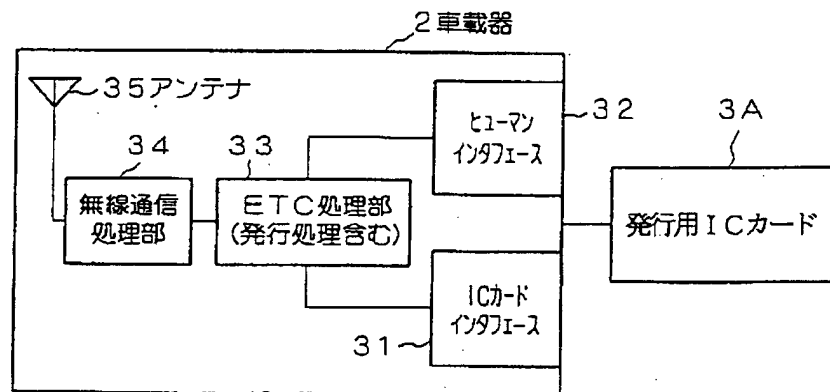 2車載器
35アンテナ
34
無線通信
処理部
33
ETC処理部
(発行処理含む)
ヒューマン
インタフェース
32
ICカード
インタフェース
31
3A
発行用ICカード